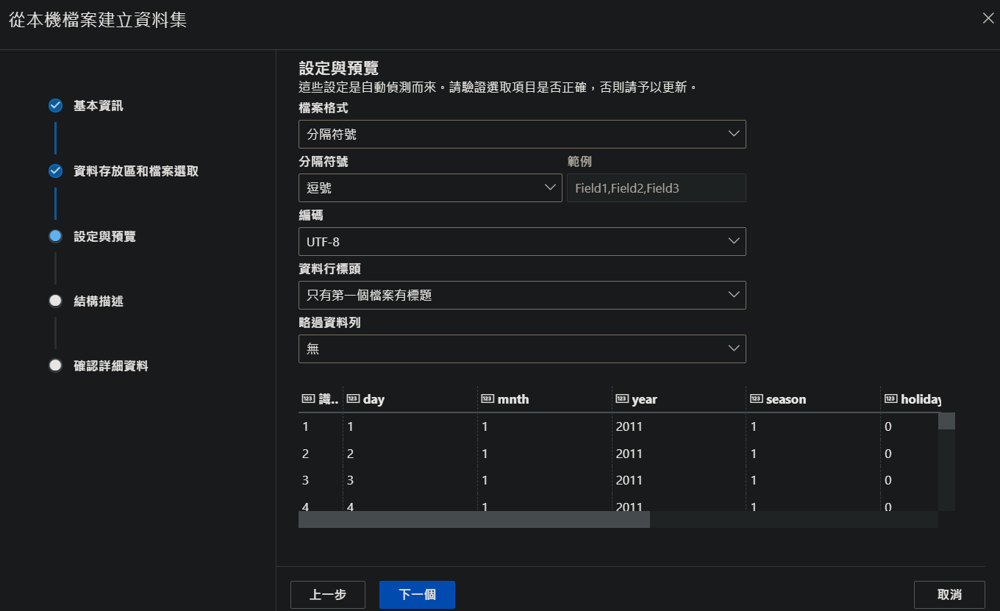 從本機檔案建立資料集
基本資訊
資料存放區和檔案選取
設定與預覽
結構描述
確認詳細資料
設定與預覽
這些設定是自動偵測而來。請驗證選取項目是否正確，否則請予以更新。
檔案格式
分隔符號
分隔符號 範例
逗號 Field1,Field2,Field3
編碼
UTF-8
資料行標頭
只有第一個檔案有標題
略過資料列
無
123 識.. 123 day 123 mnth 123 year 123 season 123 holiday
1 1 1 2011 1 0
2 2 1 2011 1 0
3 3 1 2011 1 0
4 4 1 2011 1 0
上一步 下一個 取消